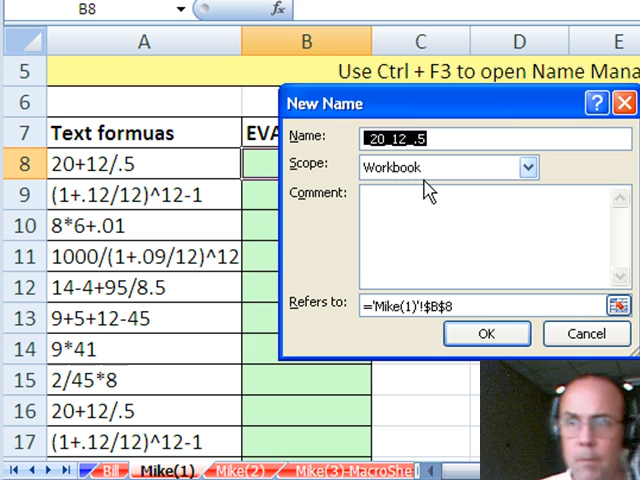 B8
fx
A B C D E
5 Use Ctrl + F3 to open Name Mana
6
7 Text formuas EVA
8 20+12/.5
9 (1+.12/12)^12-1
10 8*6+.01
11 1000/(1+.09/12)^12
12 14-4+95/8.5
13 9+5+12-45
14 9*41
15 2/45*8
16 20+12/.5
17 (1+.12/12)^12-1
New Name
Name: _20_12_.5
Scope: Workbook
Comment:
Refers to: ='Mike(1)'!$B$8
OK Cancel
Bill Mike(1) Mike(2) Mike(3)-MacroShe